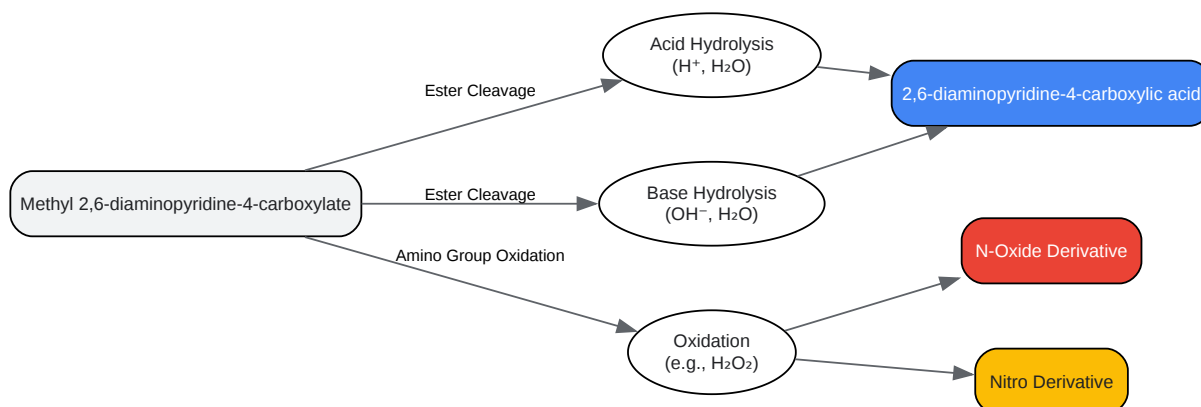 Acid Hydrolysis
(H⁺, H₂O)
Ester Cleavage
2,6-diaminopyridine-4-carboxylic acid
Methyl 2,6-diaminopyridine-4-carboxylate
Ester Cleavage
Base Hydrolysis
(OH⁻, H₂O)
Amino Group Oxidation
N-Oxide Derivative
Oxidation
(e.g., H₂O₂)
Nitro Derivative